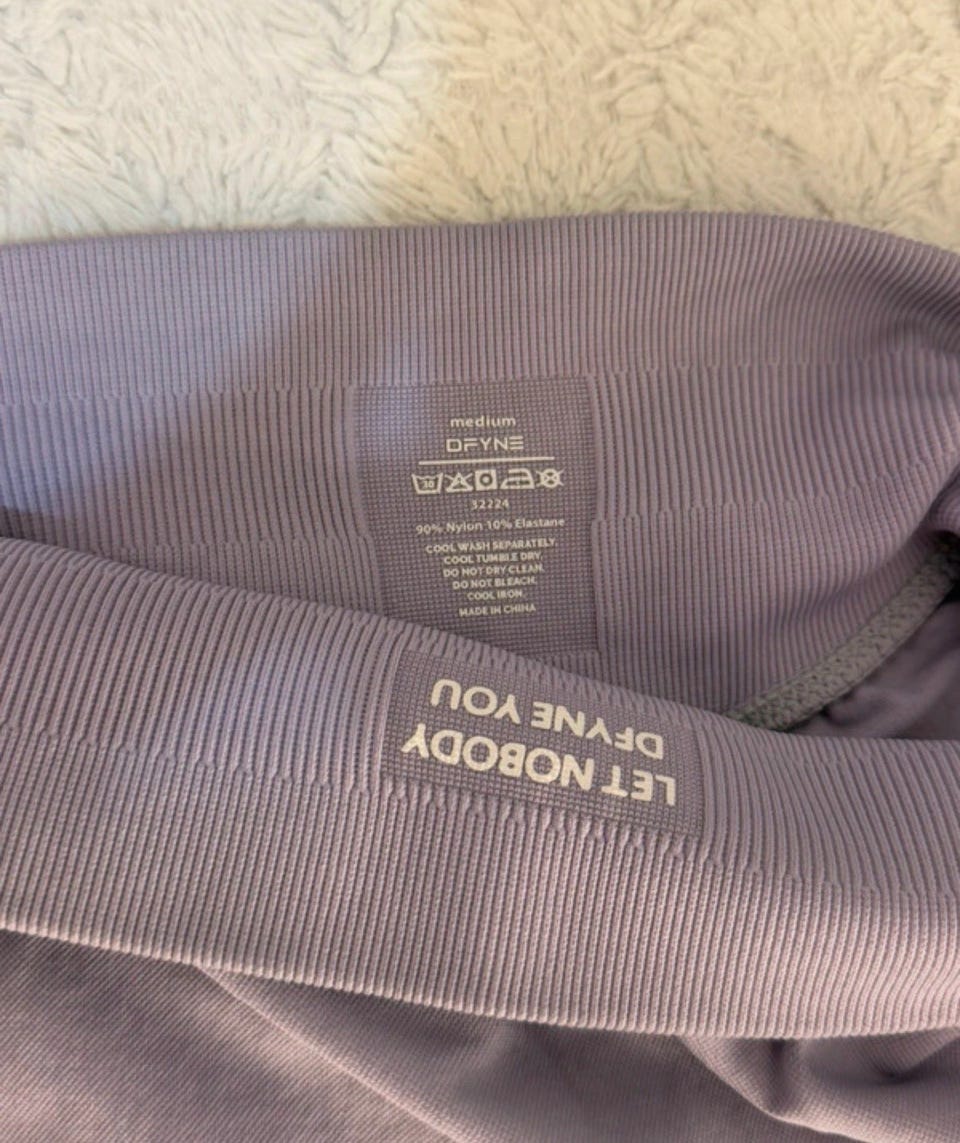 medium
DFYNE
30
32224
90% Nylon 10% Elastane
COOL WASH SEPARATELY.
COOL TUMBLE DRY.
DO NOT DRY CLEAN.
DO NOT BLEACH.
COOL IRON.
MADE IN CHINA
LET NOBODY
DFYNE YOU